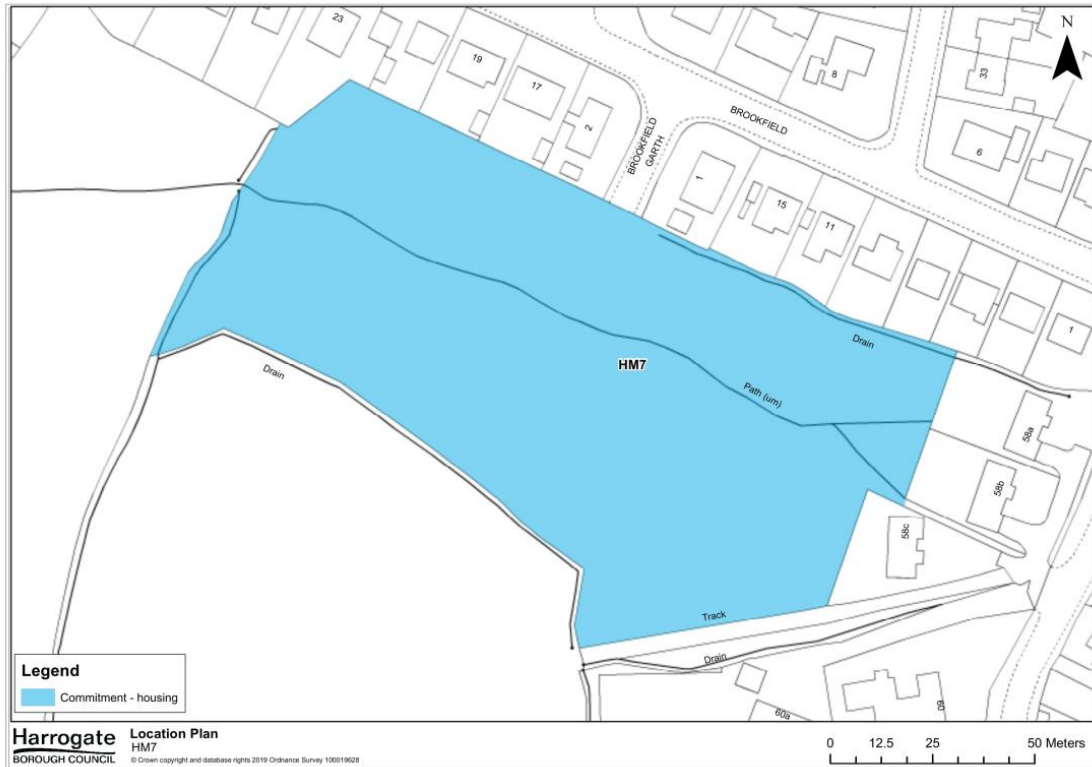 N
23
19
17
2
8
33
BROOKFIELD
BROOKFIELD
GARTH
6
1
15
11
1
Drain
HM7
Drain
Path (um)
58a
58b
58c
Track
Drain
60a
60
Legend
Commitment - housing
Harrogate
BOROUGH COUNCIL
Location Plan
HM7
© Crown copyright and database rights 2019 Ordnance Survey 100019628
0 12.5 25 50 Meters